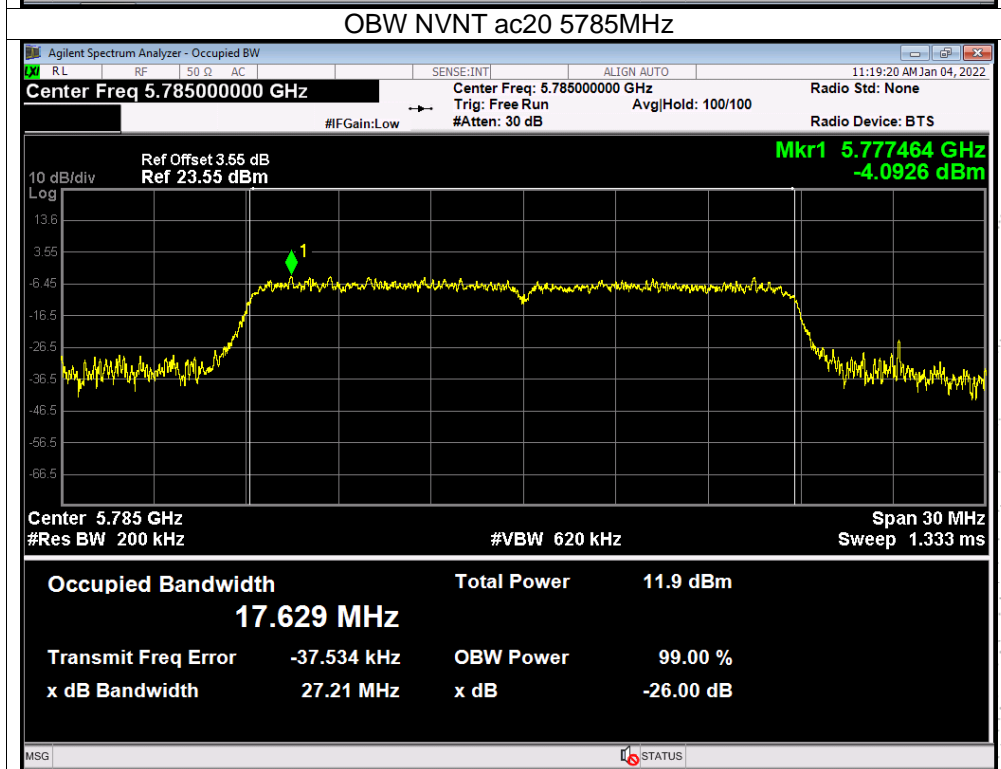 OBW NVNT ac20 5785MHz
Agilent Spectrum Analyzer - Occupied BW
LXI RL RF 50 Ω AC SENSE:INT ALIGN AUTO 11:19:20 AM Jan 04, 2022
Center Freq 5.785000000 GHz Center Freq: 5.785000000 GHz Radio Std: None
Trig: Free Run Avg|Hold: 100/100
#IFGain:Low #Atten: 30 dB Radio Device: BTS
Mkr1 5.777464 GHz
-4.0926 dBm
Ref Offset 3.55 dB
10 dB/div Ref 23.55 dBm
Log
13.6
3.55
1
-6.45
-16.5
-26.5
-36.5
-46.5
-56.5
-66.5
Center 5.785 GHz Span 30 MHz
#Res BW 200 kHz #VBW 620 kHz Sweep 1.333 ms
Occupied Bandwidth Total Power 11.9 dBm
17.629 MHz
Transmit Freq Error -37.534 kHz OBW Power 99.00 %
x dB Bandwidth 27.21 MHz x dB -26.00 dB
MSG STATUS